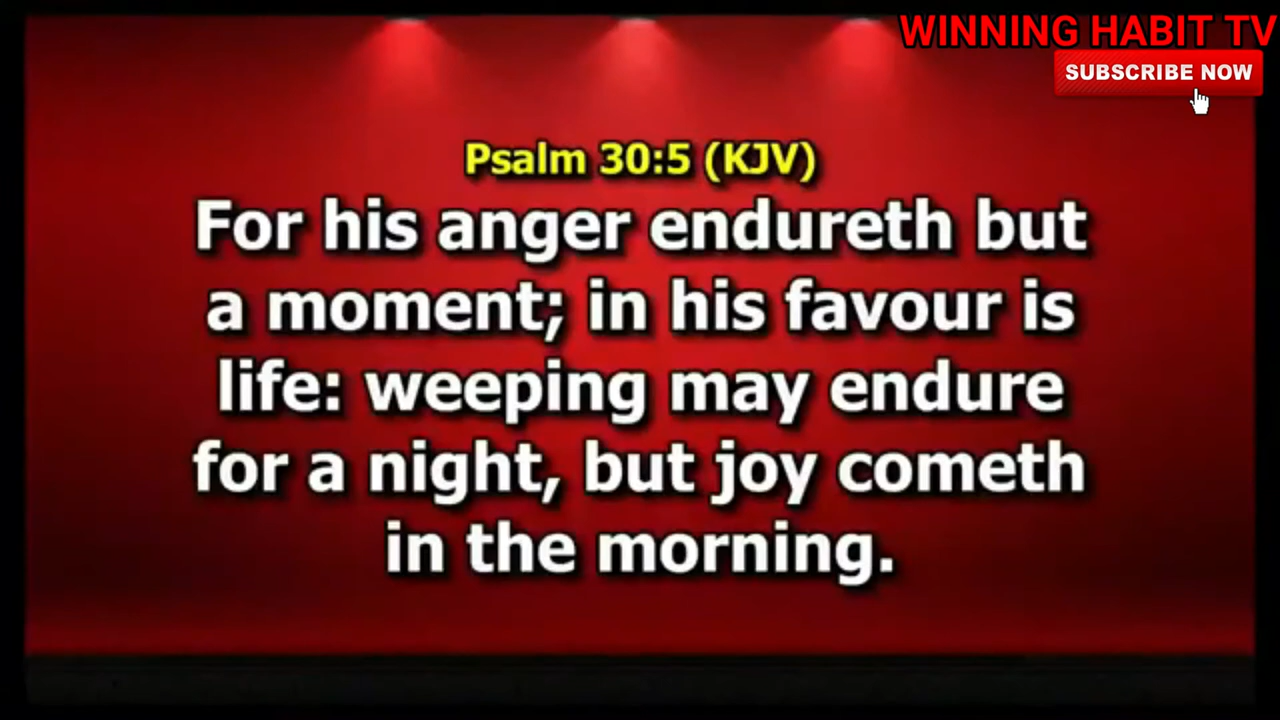 WINNING HABIT TV
SUBSCRIBE NOW
Psalm 30:5 (KJV)
For his anger endureth but
a moment; in his favour is
life: weeping may endure
for a night, but joy cometh
in the morning.